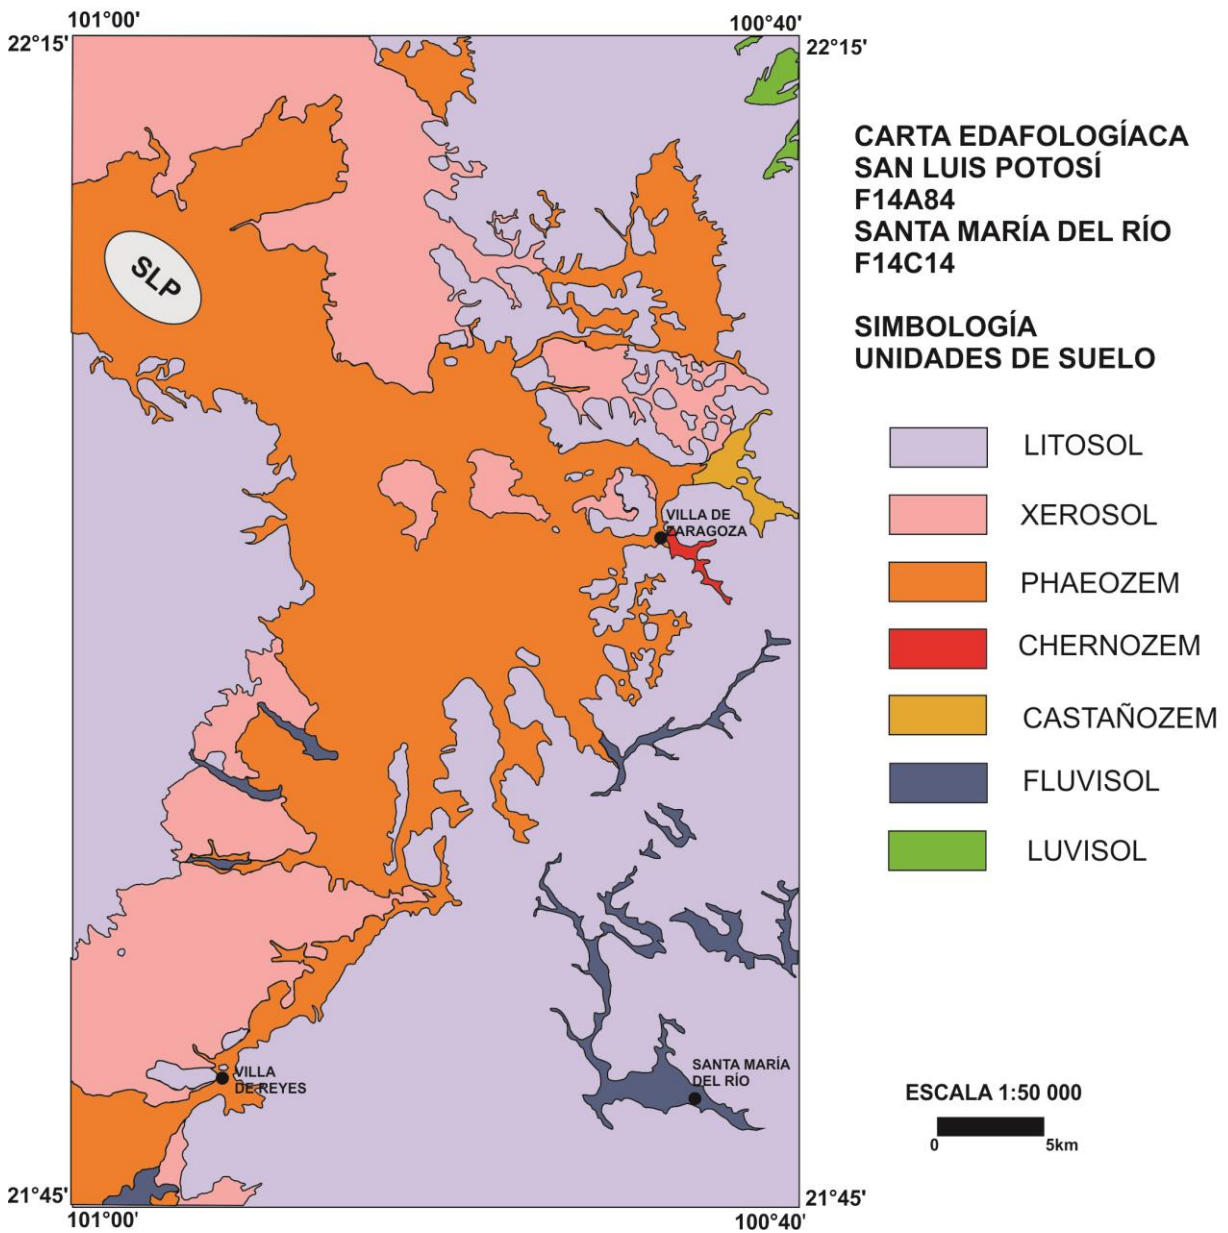 101°00'
100°40'
22°15'
22°15'
CARTA EDAFOLOGÍACA
SAN LUIS POTOSÍ
F14A84
SANTA MARÍA DEL RÍO
F14C14
SLP
SIMBOLOGÍA
UNIDADES DE SUELO
LITOSOL
XEROSOL
VILLA DE
ZARAGOZA
PHAEOZEM
CHERNOZEM
CASTAÑOZEM
FLUVISOL
LUVISOL
VILLA
DE REYES
SANTA MARÍA
DEL RÍO
ESCALA 1:50 000
0 5km
21°45'
21°45'
101°00'
100°40'